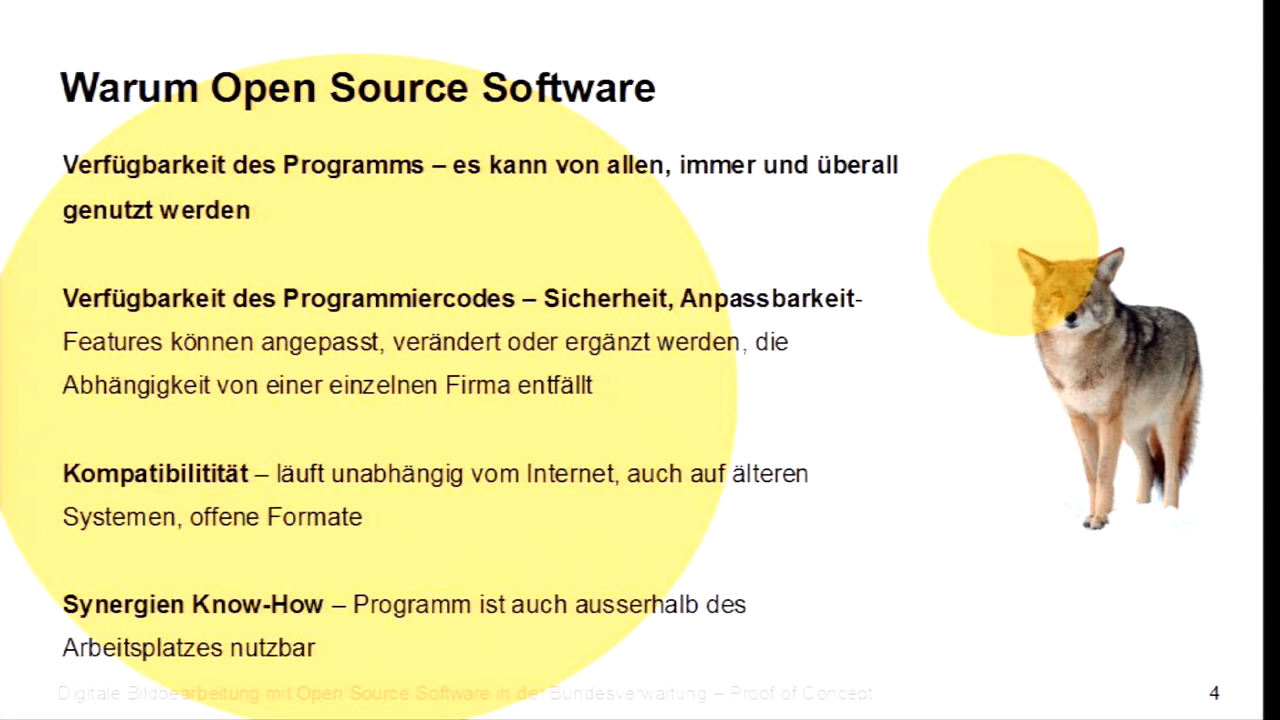 Warum Open Source Software
Verfügbarkeit des Programms – es kann von allen, immer und überall
genutzt werden
Verfügbarkeit des Programmiercodes – Sicherheit, Anpassbarkeit-
Features können angepasst, verändert oder ergänzt werden, die
Abhängigkeit von einer einzelnen Firma entfällt
Kompatibilitität – läuft unabhängig vom Internet, auch auf älteren
Systemen, offene Formate
Synergien Know-How – Programm ist auch ausserhalb des
Arbeitsplatzes nutzbar
Digitale Bildbearbeitung mit Open Source Software in der Bundesverwaltung – Proof of Concept
4